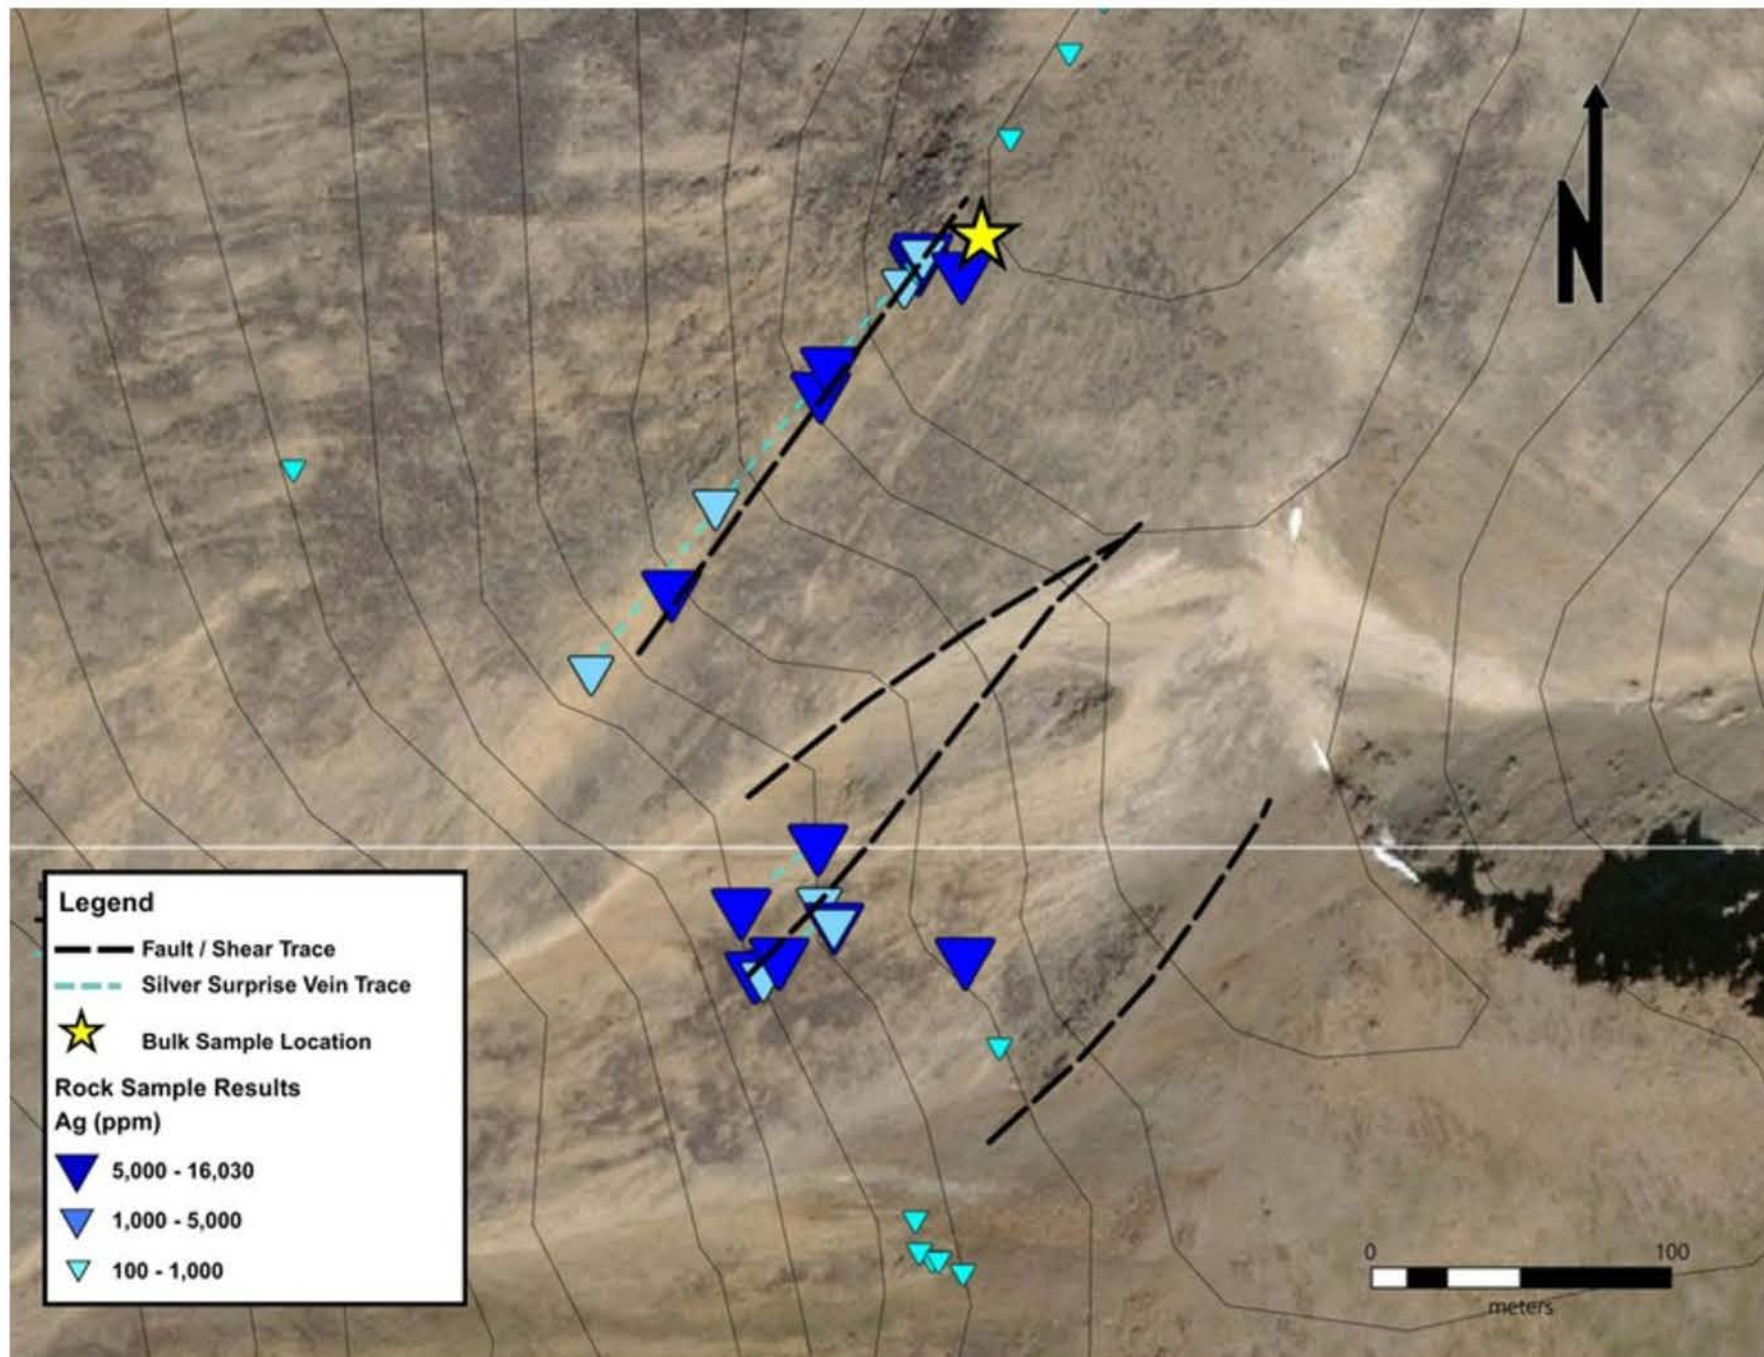 N
Legend
Fault / Shear Trace
Silver Surprise Vein Trace
Bulk Sample Location
Rock Sample Results
Ag (ppm)
5,000 - 16,030
1,000 - 5,000
100 - 1,000
0 100
meters